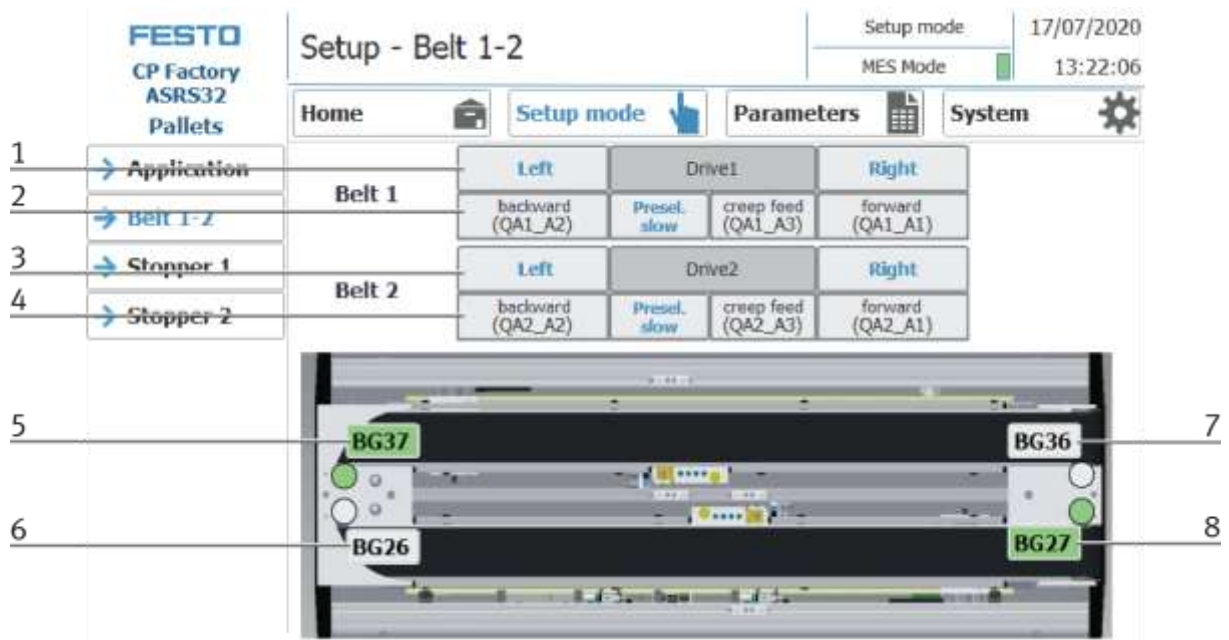 FESTO
CP Factory
ASRS32
Pallets
Setup - Belt 1-2
Setup mode
17/07/2020
MES Mode
13:22:06
Home
Setup mode
Parameters
System
1
Application
Left
Drive1
Right
Belt 1
2
Belt 1-2
backward
(QA1_A2)
Presel.
slow
creep feed
(QA1_A3)
forward
(QA1_A1)
3
Stopper 1
Left
Drive2
Right
Belt 2
4
Stopper 2
backward
(QA2_A2)
Presel.
slow
creep feed
(QA2_A3)
forward
(QA2_A1)
5
BG37
BG36
7
6
BG26
BG27
8